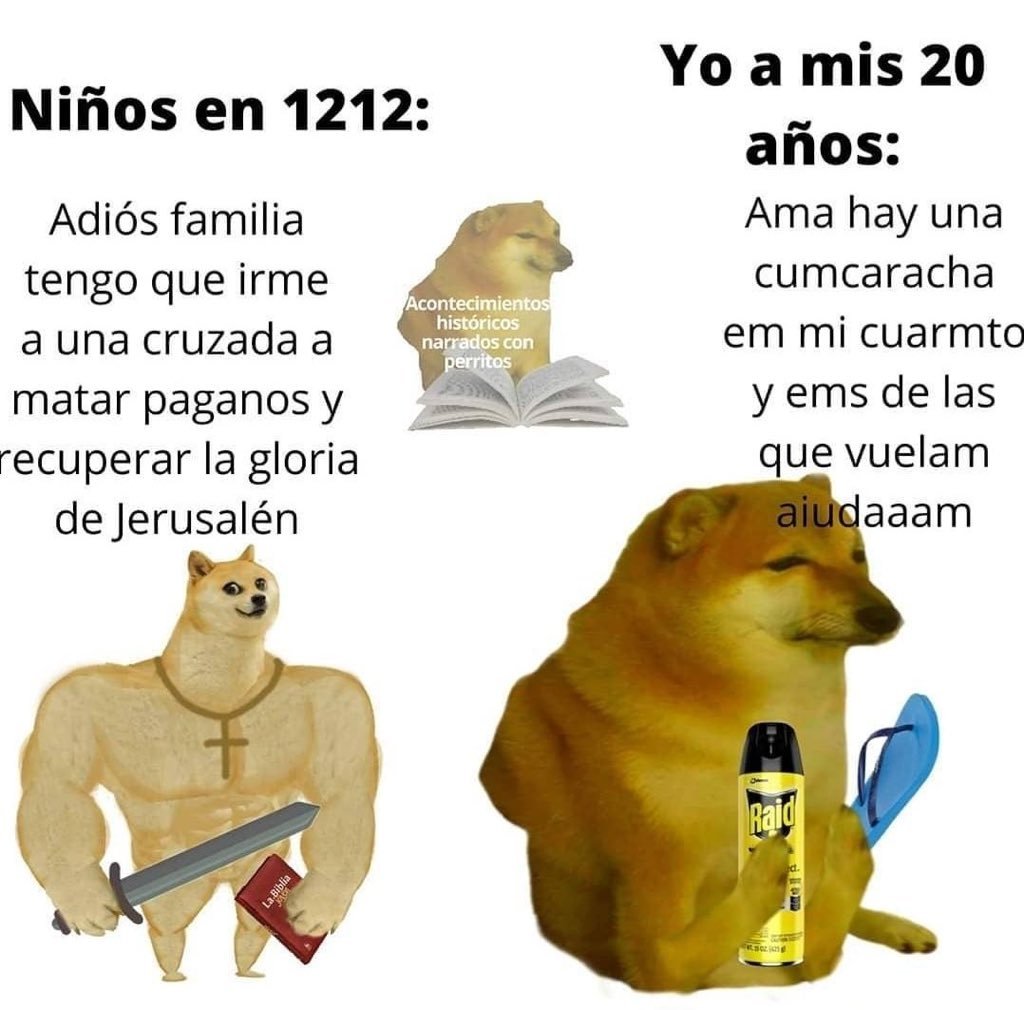 Niños en 1212:
Adiós familia
tengo que irme
a una cruzada a
matar paganos y
recuperar la gloria
de Jerusalén
Acontecimientos
históricos
narrados con
perritos
Yo a mis 20
años:
Ama hay una
cumcaracha
em mi cuarmto
y ems de las
que vuelam
aiudaaam
La Biblia
Raid